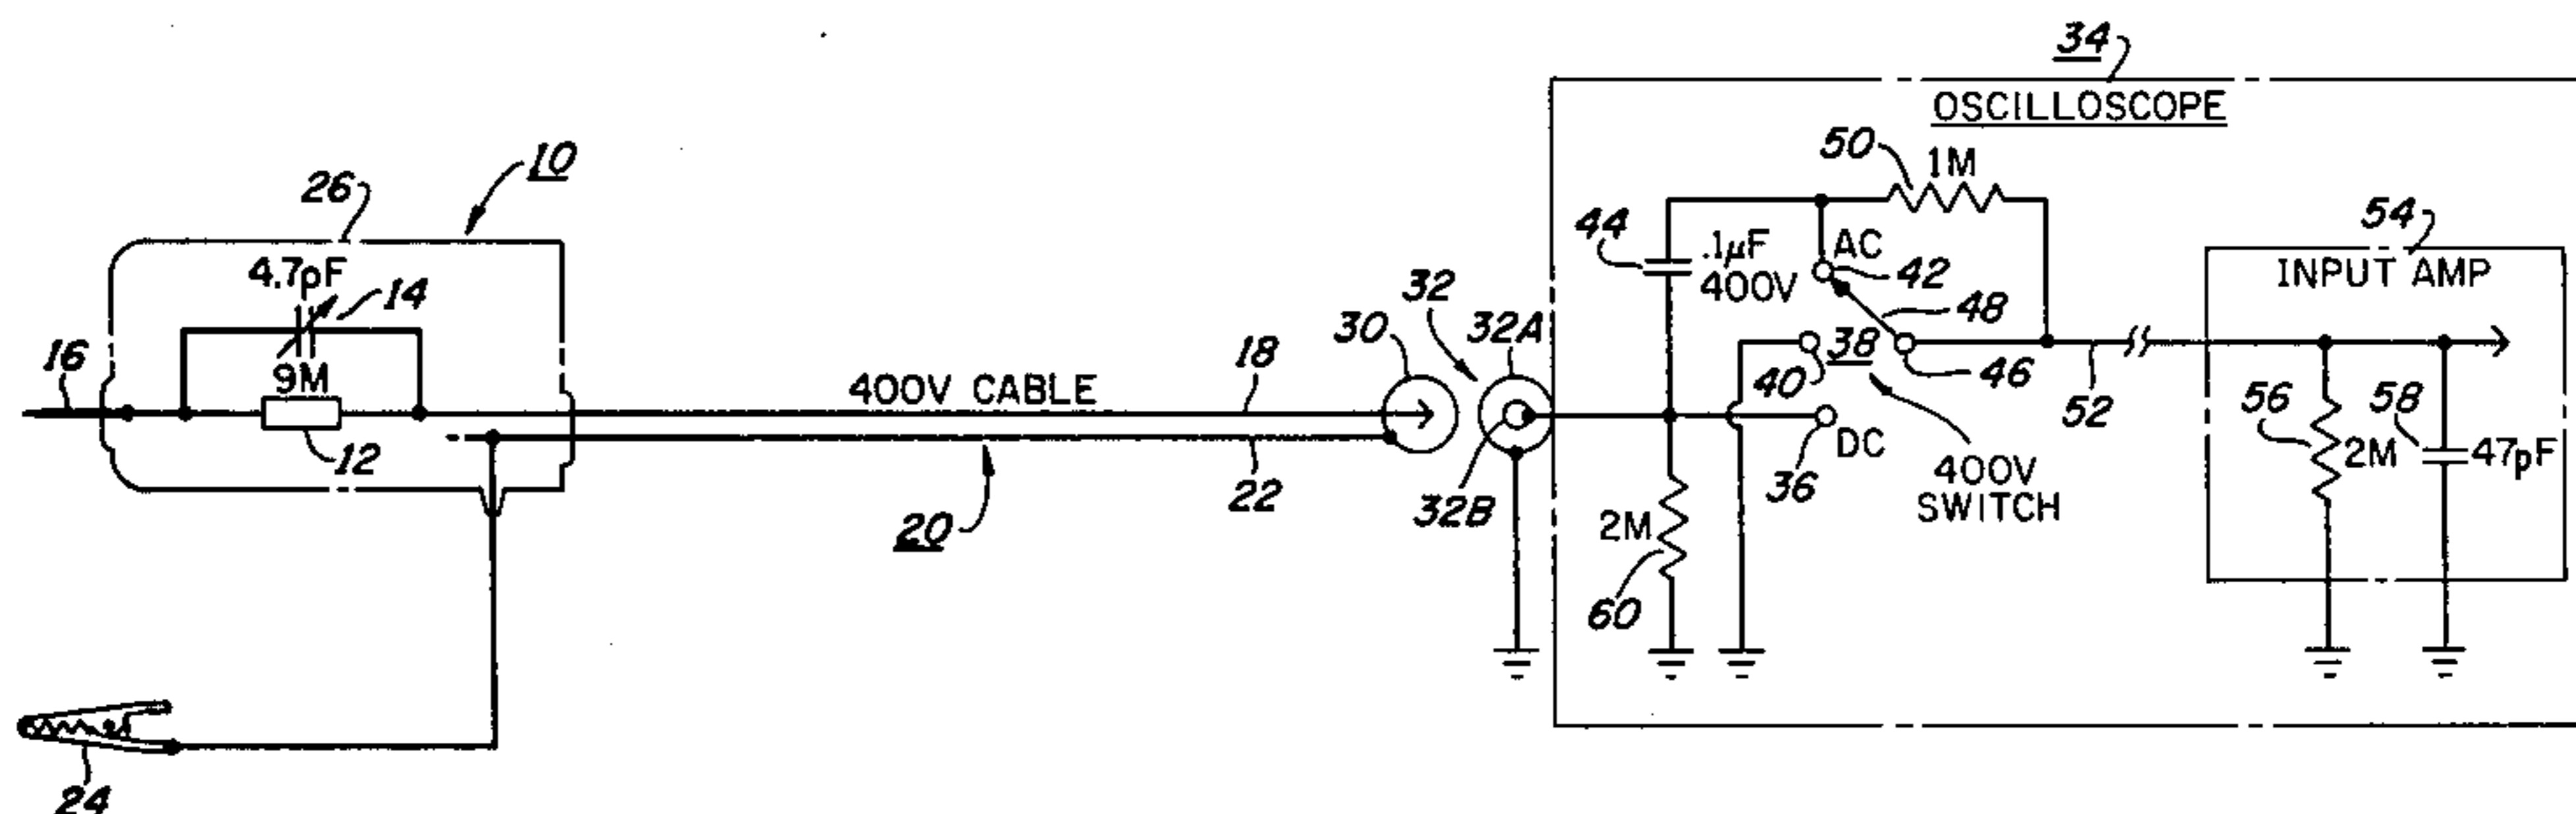 34
OSCILLOSCOPE
10
26
4.7pF
14
9M
16
12
400V CABLE
18
20
22
24
30
32
32A
32B
50
1M
44
.1μF
400V
AC
42
48
38
40
46
DC
36
400V
SWITCH
52
2M
60
54
INPUT AMP
56
2M
58
47pF